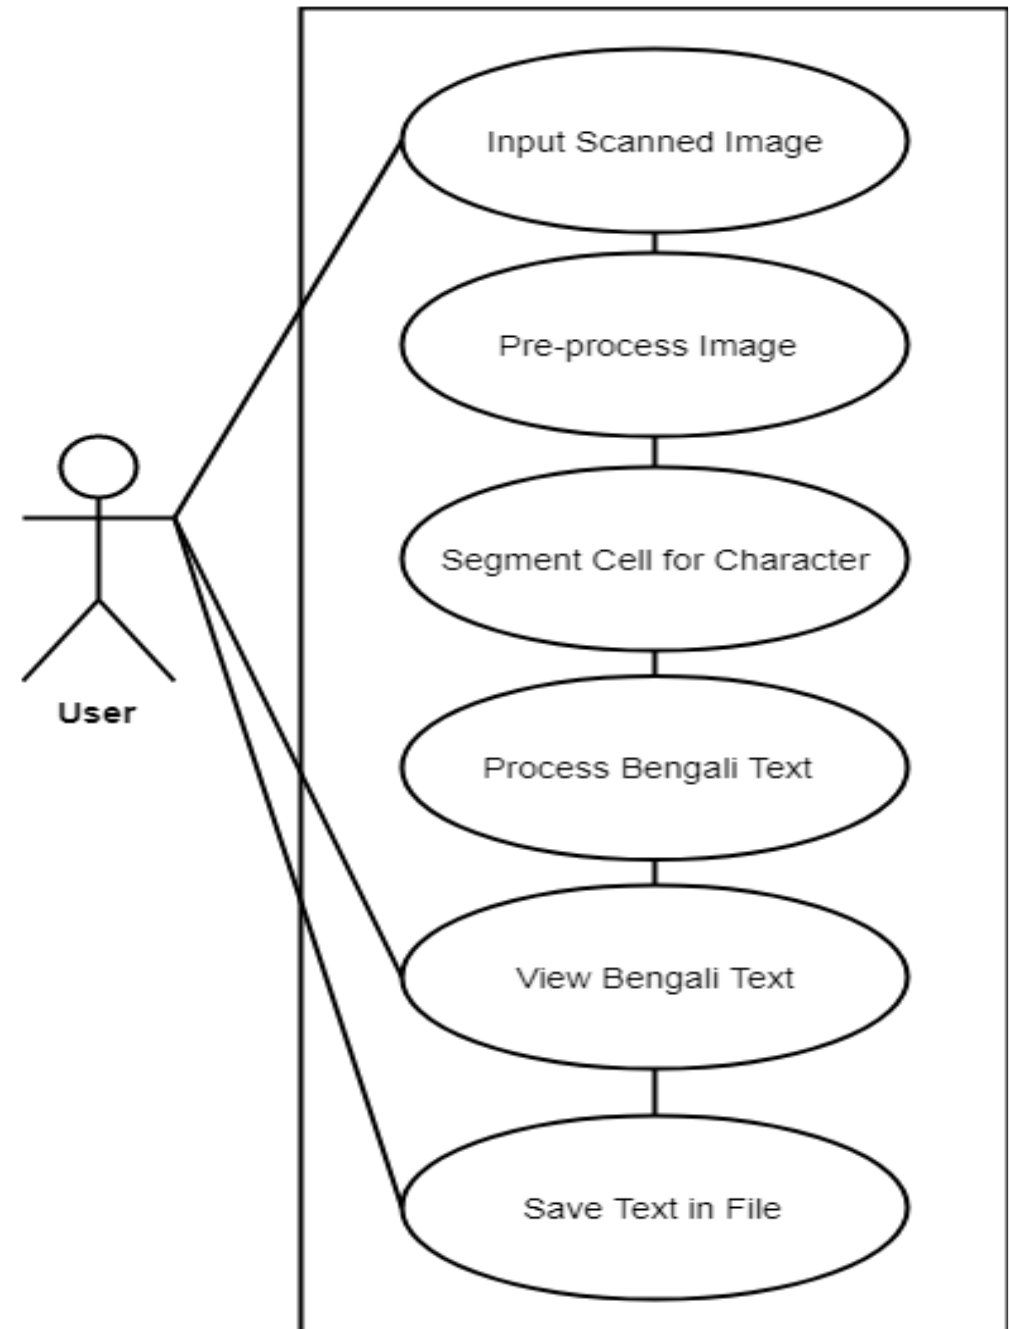 Input Scanned Image
Pre-process Image
Segment Cell for Character
User
Process Bengali Text
View Bengali Text
Save Text in File